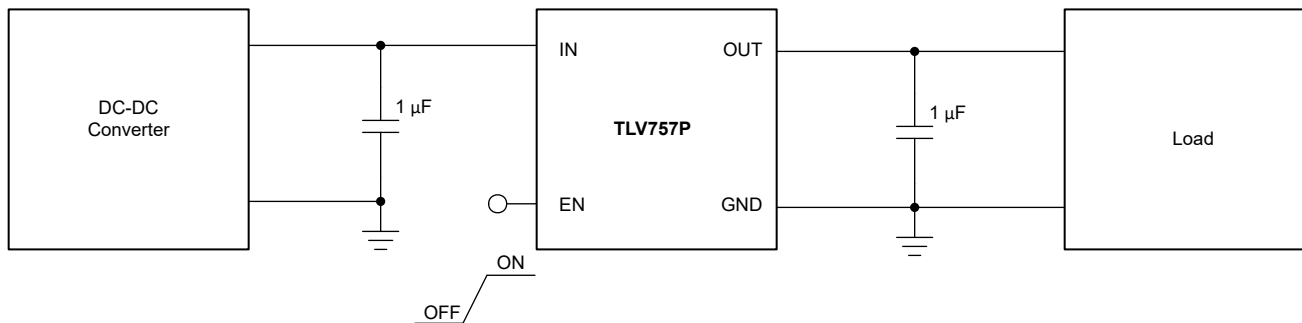 DC-DC
Converter
1 μF
IN
EN
TLV757P
OUT
GND
1 μF
Load
ON
OFF